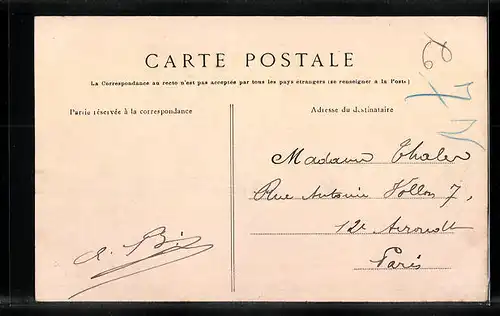 CARTE POSTALE
La Correspondance au recto n'est pas acceptée par tous les pays étrangers (se renseigner à la Poste)
Partie réservée à la correspondance
Adresse du destinataire
Madame Thaler
Rue Antoine Vollon 7,
12e Arrondt
Paris